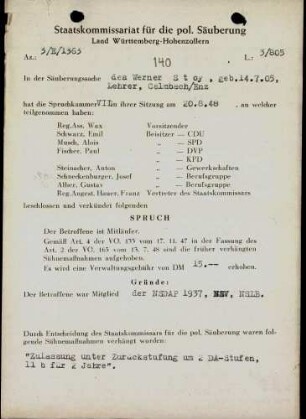 Staatskommissariat für die pol. Säuberung
Land Württemberg-Hohenzollern
Az.: 5/H/1363 L.: 5/805
140
In der Säuberungssache des Werner S t o y , geb.14.7.05,
Lehrer, Calmbach/Enz
hat die Spruchkammer VII in ihrer Sitzung am 20.8.48 , an welcher
teilgenommen haben:
Reg.Ass. Wax Vorsitzender
Schwarz, Emil Beisitzer – CDU
Musch, Alois „ – SPD
Fischer, Paul „ – DVP
„ – KPD
Steinacher, Anton „ – Gewerkschaften
Schneckenburger, Josef „ – Berufsgruppe
Alber, Gustav „ – Berufsgruppe
Reg.Angest. Hauser, Franz Vertreter des Staatskommissars
beschlossen und verkündet folgenden
SPRUCH
Der Betroffene ist Mitläufer.
Gemäß Art. 4 der VO. 133 vom 17. 11. 47 in der Fassung des
Art. 2 der VO. 165 vom 13. 7. 48 sind die früher verhängten
Sühnemaßnahmen aufgehoben.
Es wird eine Verwaltungsgebühr von DM 15.-- erhoben.
Gründe:
Der Betroffene war Mitglied der NSDAP 1937, NSV, NSLB.
Durch Entscheidung des Staatskommissars für die pol. Säuberung waren folgende Sühnemaßnahmen verhängt worden:
"Zulassung unter Zurückstufung um 2 DA-Stufen,
11 b für 2 Jahre".